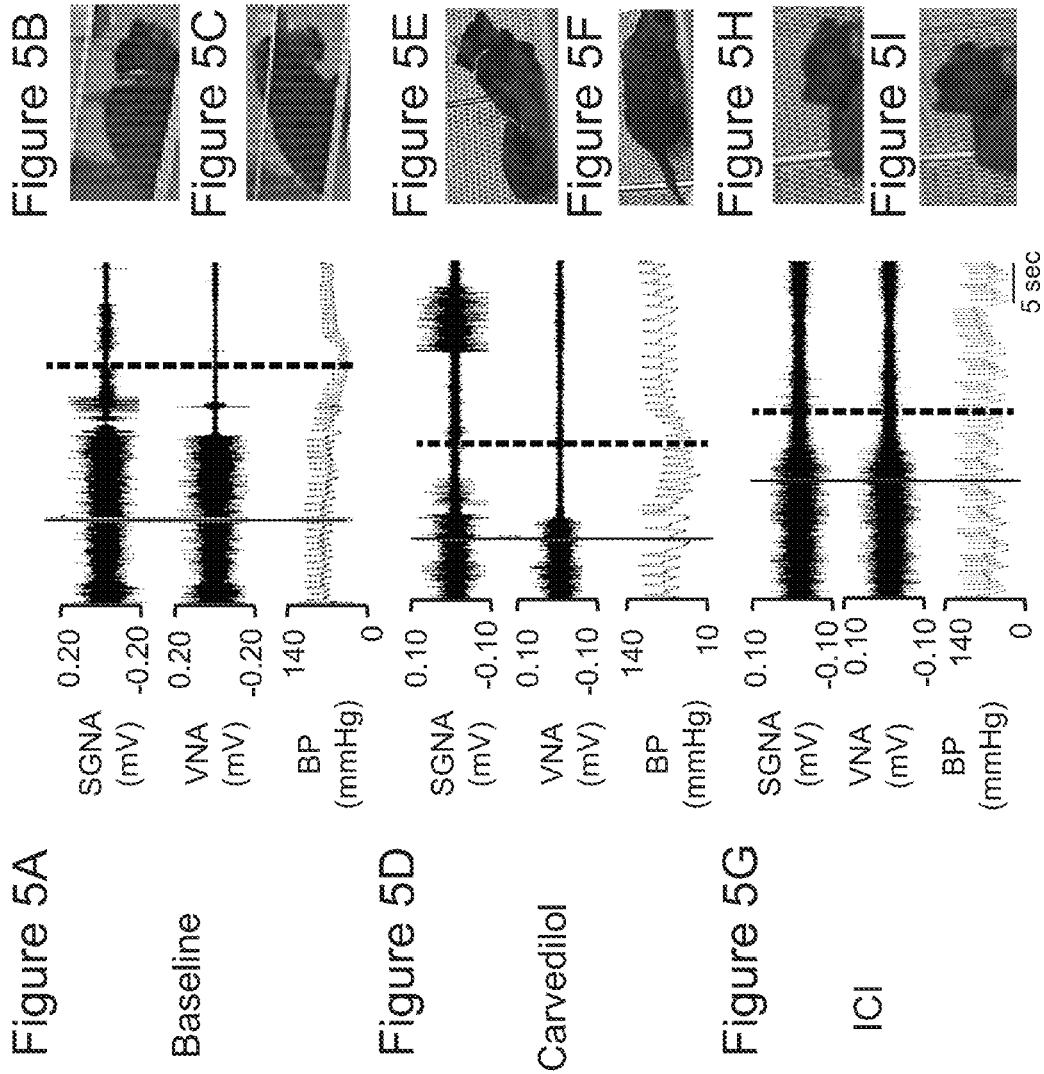 Figure 5A
Baseline
SGNA
(mV)
0.20
-0.20
VNA
(mV)
0.20
-0.20
BP
(mmHg)
140
0
Figure 5B
Figure 5C
Figure 5D
Carvedilol
SGNA
(mV)
0.10
-0.10
VNA
(mV)
0.10
-0.10
BP
(mmHg)
140
10
Figure 5E
Figure 5F
Figure 5G
ICI
SGNA
(mV)
0.10
-0.10
VNA
(mV)
0.10
-0.10
BP
(mmHg)
140
0
5 sec
Figure 5H
Figure 5I